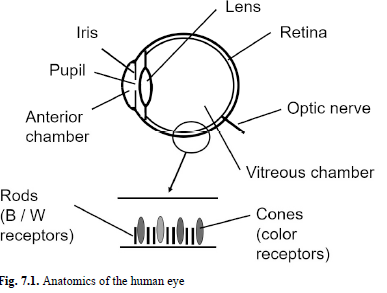 Lens
Iris
Retina
Pupil
Anterior
chamber
Optic nerve
Vitreous chamber
Rods
(B / W
receptors)
Cones
(color
receptors)
Fig. 7.1. Anatomics of the human eye